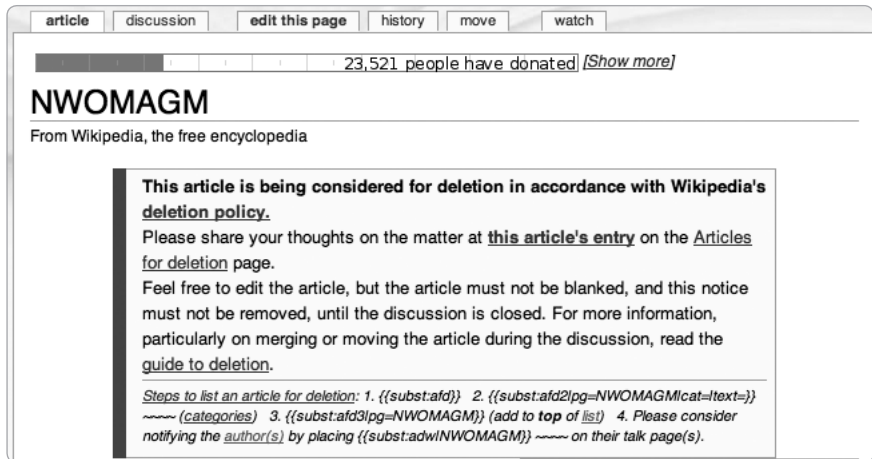 article discussion edit this page history move watch
23,521 people have donated [Show more]
NWOMAGM
From Wikipedia, the free encyclopedia
This article is being considered for deletion in accordance with Wikipedia's
deletion policy.
Please share your thoughts on the matter at this article's entry on the Articles
for deletion page.
Feel free to edit the article, but the article must not be blanked, and this notice
must not be removed, until the discussion is closed. For more information,
particularly on merging or moving the article during the discussion, read the
guide to deletion.
Steps to list an article for deletion: 1. {{subst:afd}} 2. {{subst:afd2|pg=NWOMAGM|cat=|text=}}
~~~~ (categories) 3. {{subst:afd3|pg=NWOMAGM}} (add to top of list) 4. Please consider
notifying the author(s) by placing {{subst:adw|NWOMAGM}} ~~~~ on their talk page(s).